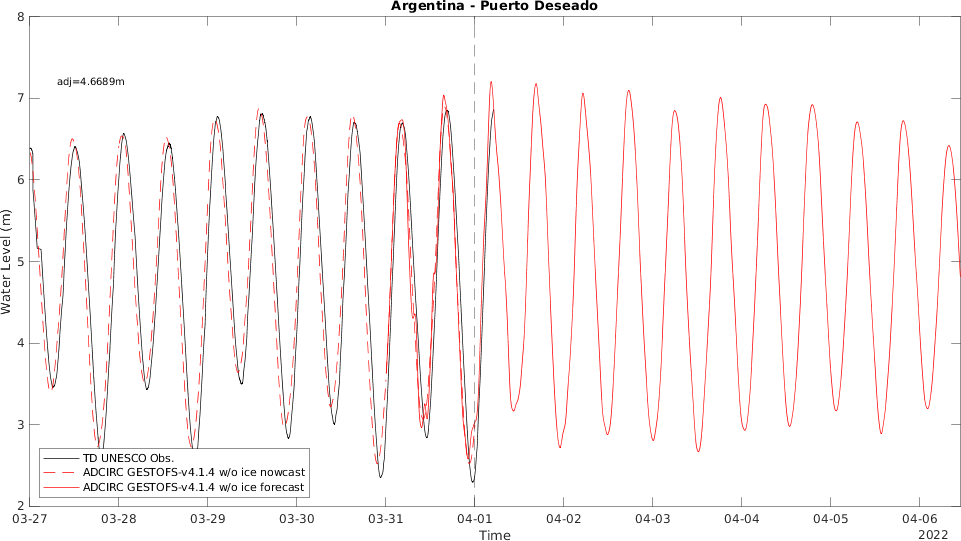 Argentina - Puerto Deseado
8
7
6
5
4
3
2
Water Level (m)
adj=4.6689m
TD UNESCO Obs.
ADCIRC GESTOFS-v4.1.4 w/o ice nowcast
ADCIRC GESTOFS-v4.1.4 w/o ice forecast
03-27 03-28 03-29 03-30 03-31 04-01 04-02 04-03 04-04 04-05 04-06
Time
2022